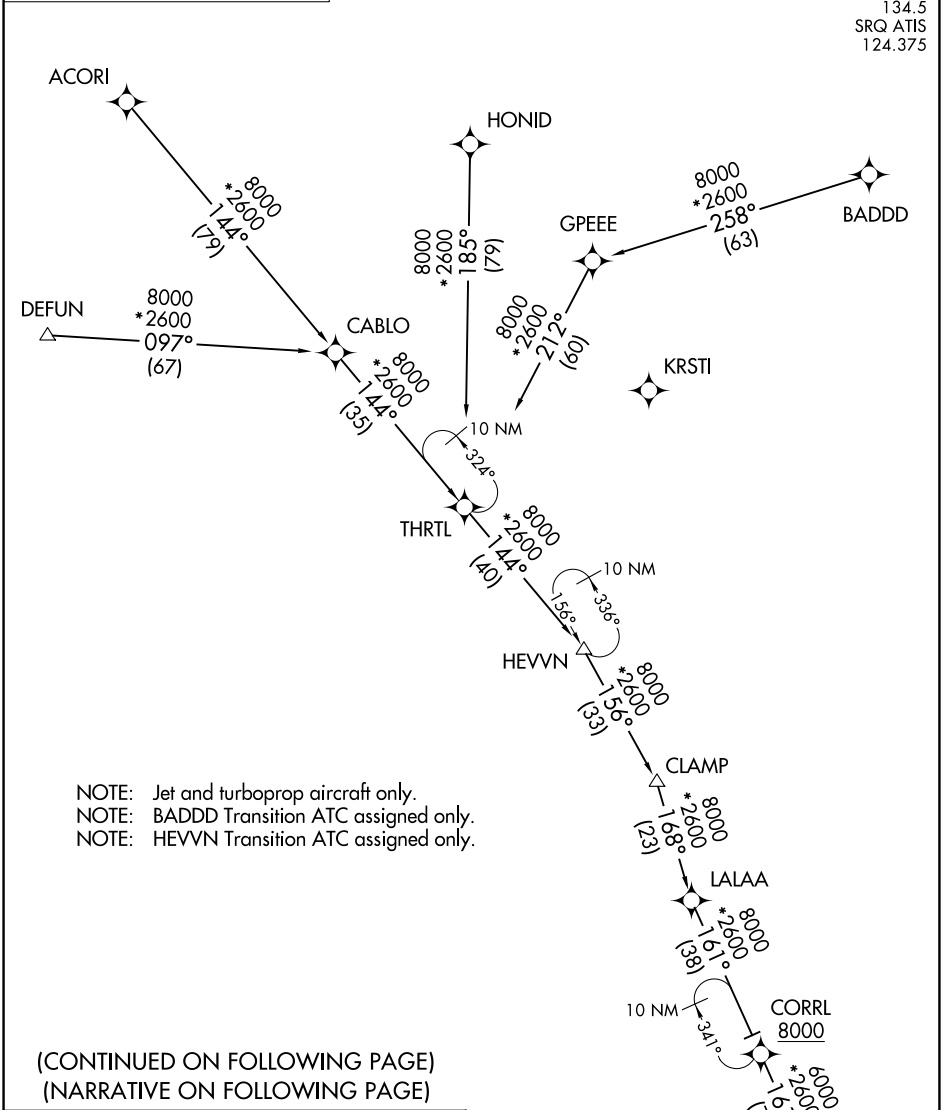 134.5
SRQ ATIS
124.375
ACORI
HONID
BADDD
GPEEE
8000
*2600
258°
(63)
8000
*2600
144°
(79)
8000
*2600
185°
(79)
DEFUN
8000
*2600
097°
(67)
CABLO
8000
*2600
212°
(60)
KRSTI
8000
*2600
144°
(35)
10 NM
324°
THRTL
8000
*2600
144°
(40)
10 NM
156°
336°
HEVVN
8000
*2600
156°
(33)
CLAMP
NOTE: Jet and turboprop aircraft only.
NOTE: BADDD Transition ATC assigned only.
NOTE: HEVVN Transition ATC assigned only.
8000
*2600
168°
(23)
LALAA
8000
*2600
161°
(38)
10 NM
341°
CORRL
8000
6000
*2600
(CONTINUED ON FOLLOWING PAGE)
(NARRATIVE ON FOLLOWING PAGE)